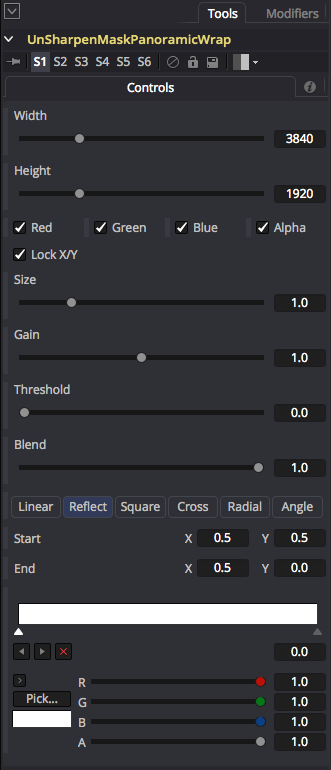 Tools Modifiers
UnSharpenMaskPanoramicWrap
S1 S2 S3 S4 S5 S6
Controls
Width
3840
Height
1920
Red Green Blue Alpha
Lock X/Y
Size
1.0
Gain
1.0
Threshold
0.0
Blend
1.0
Linear Reflect Square Cross Radial Angle
Start X 0.5 Y 0.5
End X 0.5 Y 0.0
0.0
R 1.0
Pick... G 1.0
B 1.0
A 1.0